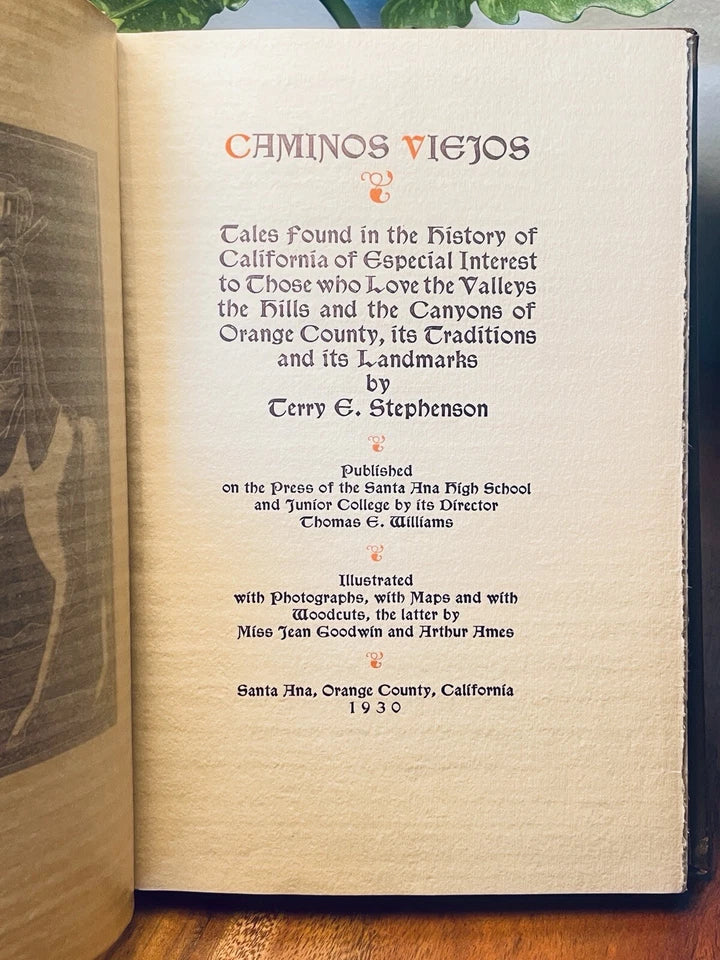 CAMINOS VIEJOS
Tales Found in the History of
California of Especial Interest
to Those who Love the Valleys
the Hills and the Canyons of
Orange County, its Traditions
and its Landmarks
by
Terry E. Stephenson
Published
on the Press of the Santa Ana High School
and Junior College by its Director
Thomas E. Williams
Illustrated
with Photographs, with Maps and with
Woodcuts, the latter by
Miss Jean Goodwin and Arthur Ames
Santa Ana, Orange County, California
1930